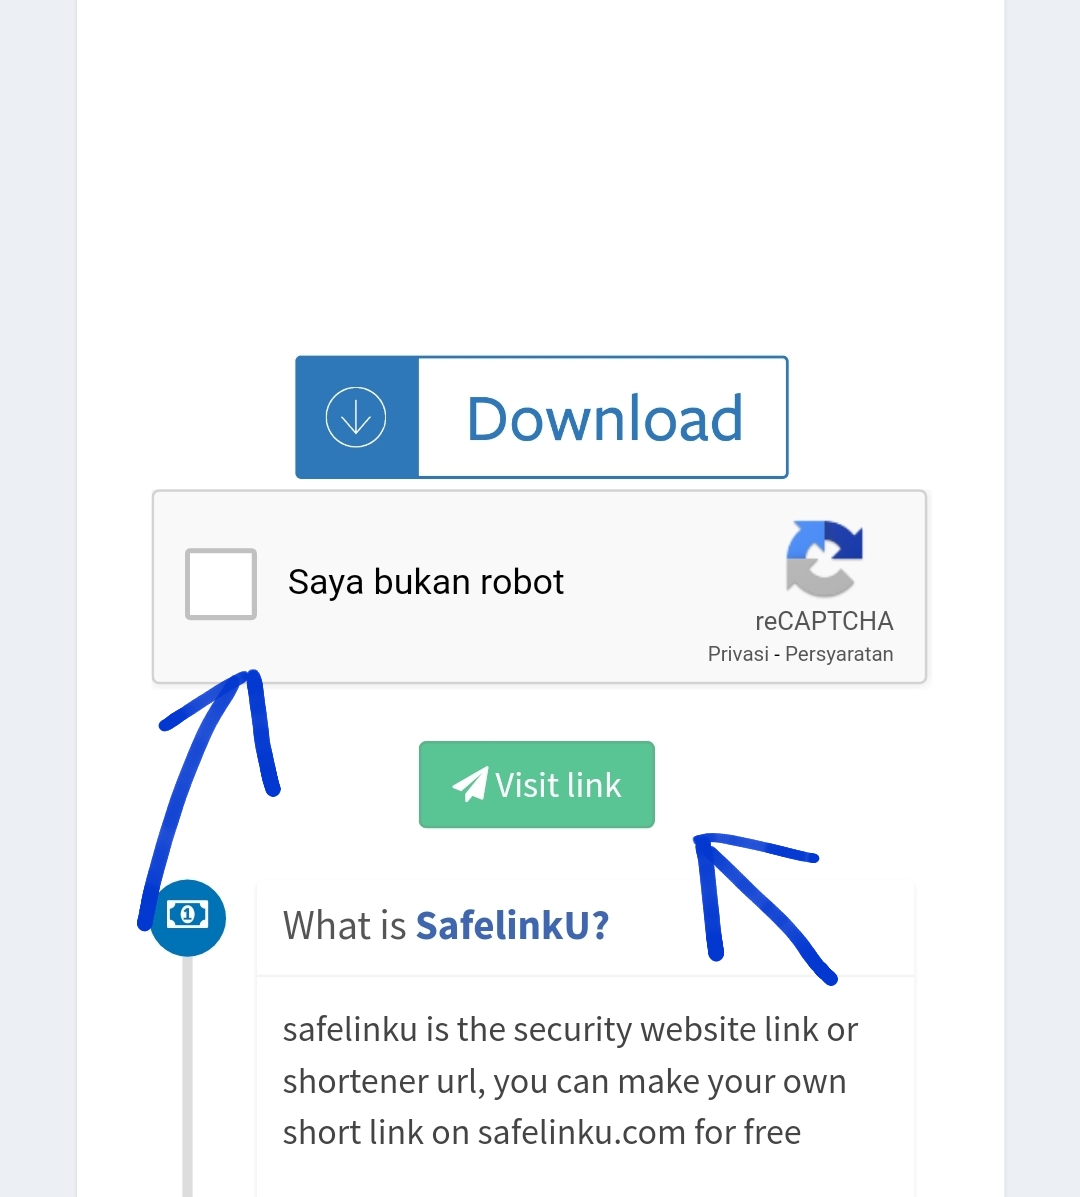 Download
Saya bukan robot
reCAPTCHA
Privasi - Persyaratan
Visit link
What is SafelinkU?
safelinku is the security website link or
shortener url, you can make your own
short link on safelinku.com for free